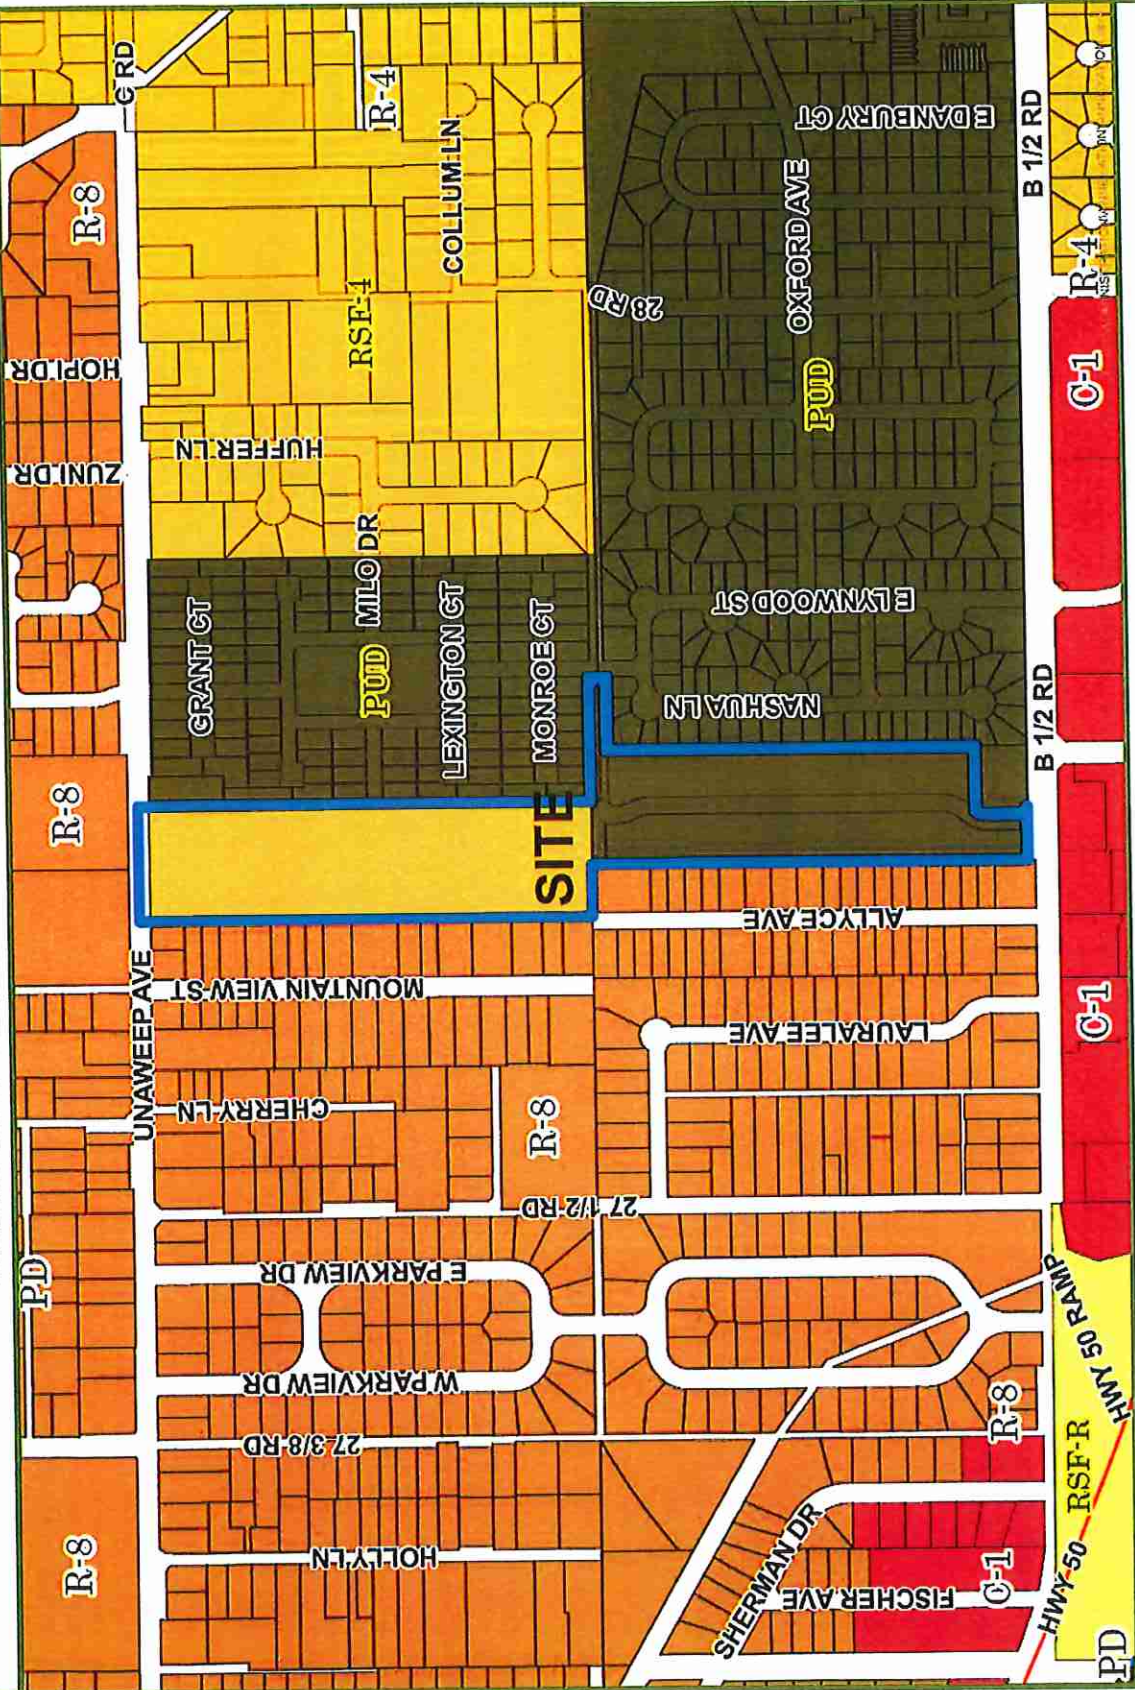 C RD
R-4
COLLUM LN
R-8
RSF-4
HOPI DR
ZUNI DR
HUFFER LN
MILO DR
GRANT CT
PUD
LEXINGTON CT
MONROE CT
R-8
SITE
UNAWEEP AVE
MOUNTAIN VIEW ST
CHERRY LN
R-8
PD
E PARKVIEW DR
W PARKVIEW DR
27 3/8 RD
27 1/2 RD
R-8
HOLLY LN
E DANBURY CT
B 1/2 RD
OXFORD AVE
28 RD
R-4
PUD
C-1
E LYNWOOD ST
NASHUA LN
B 1/2 RD
ALLYCE AVE
LAURALEE AVE
C-1
HWY 50 RAMP
R-8
RSF-R
SHERMAN DR
FISCHER AVE
C-1
HWY 50
PD